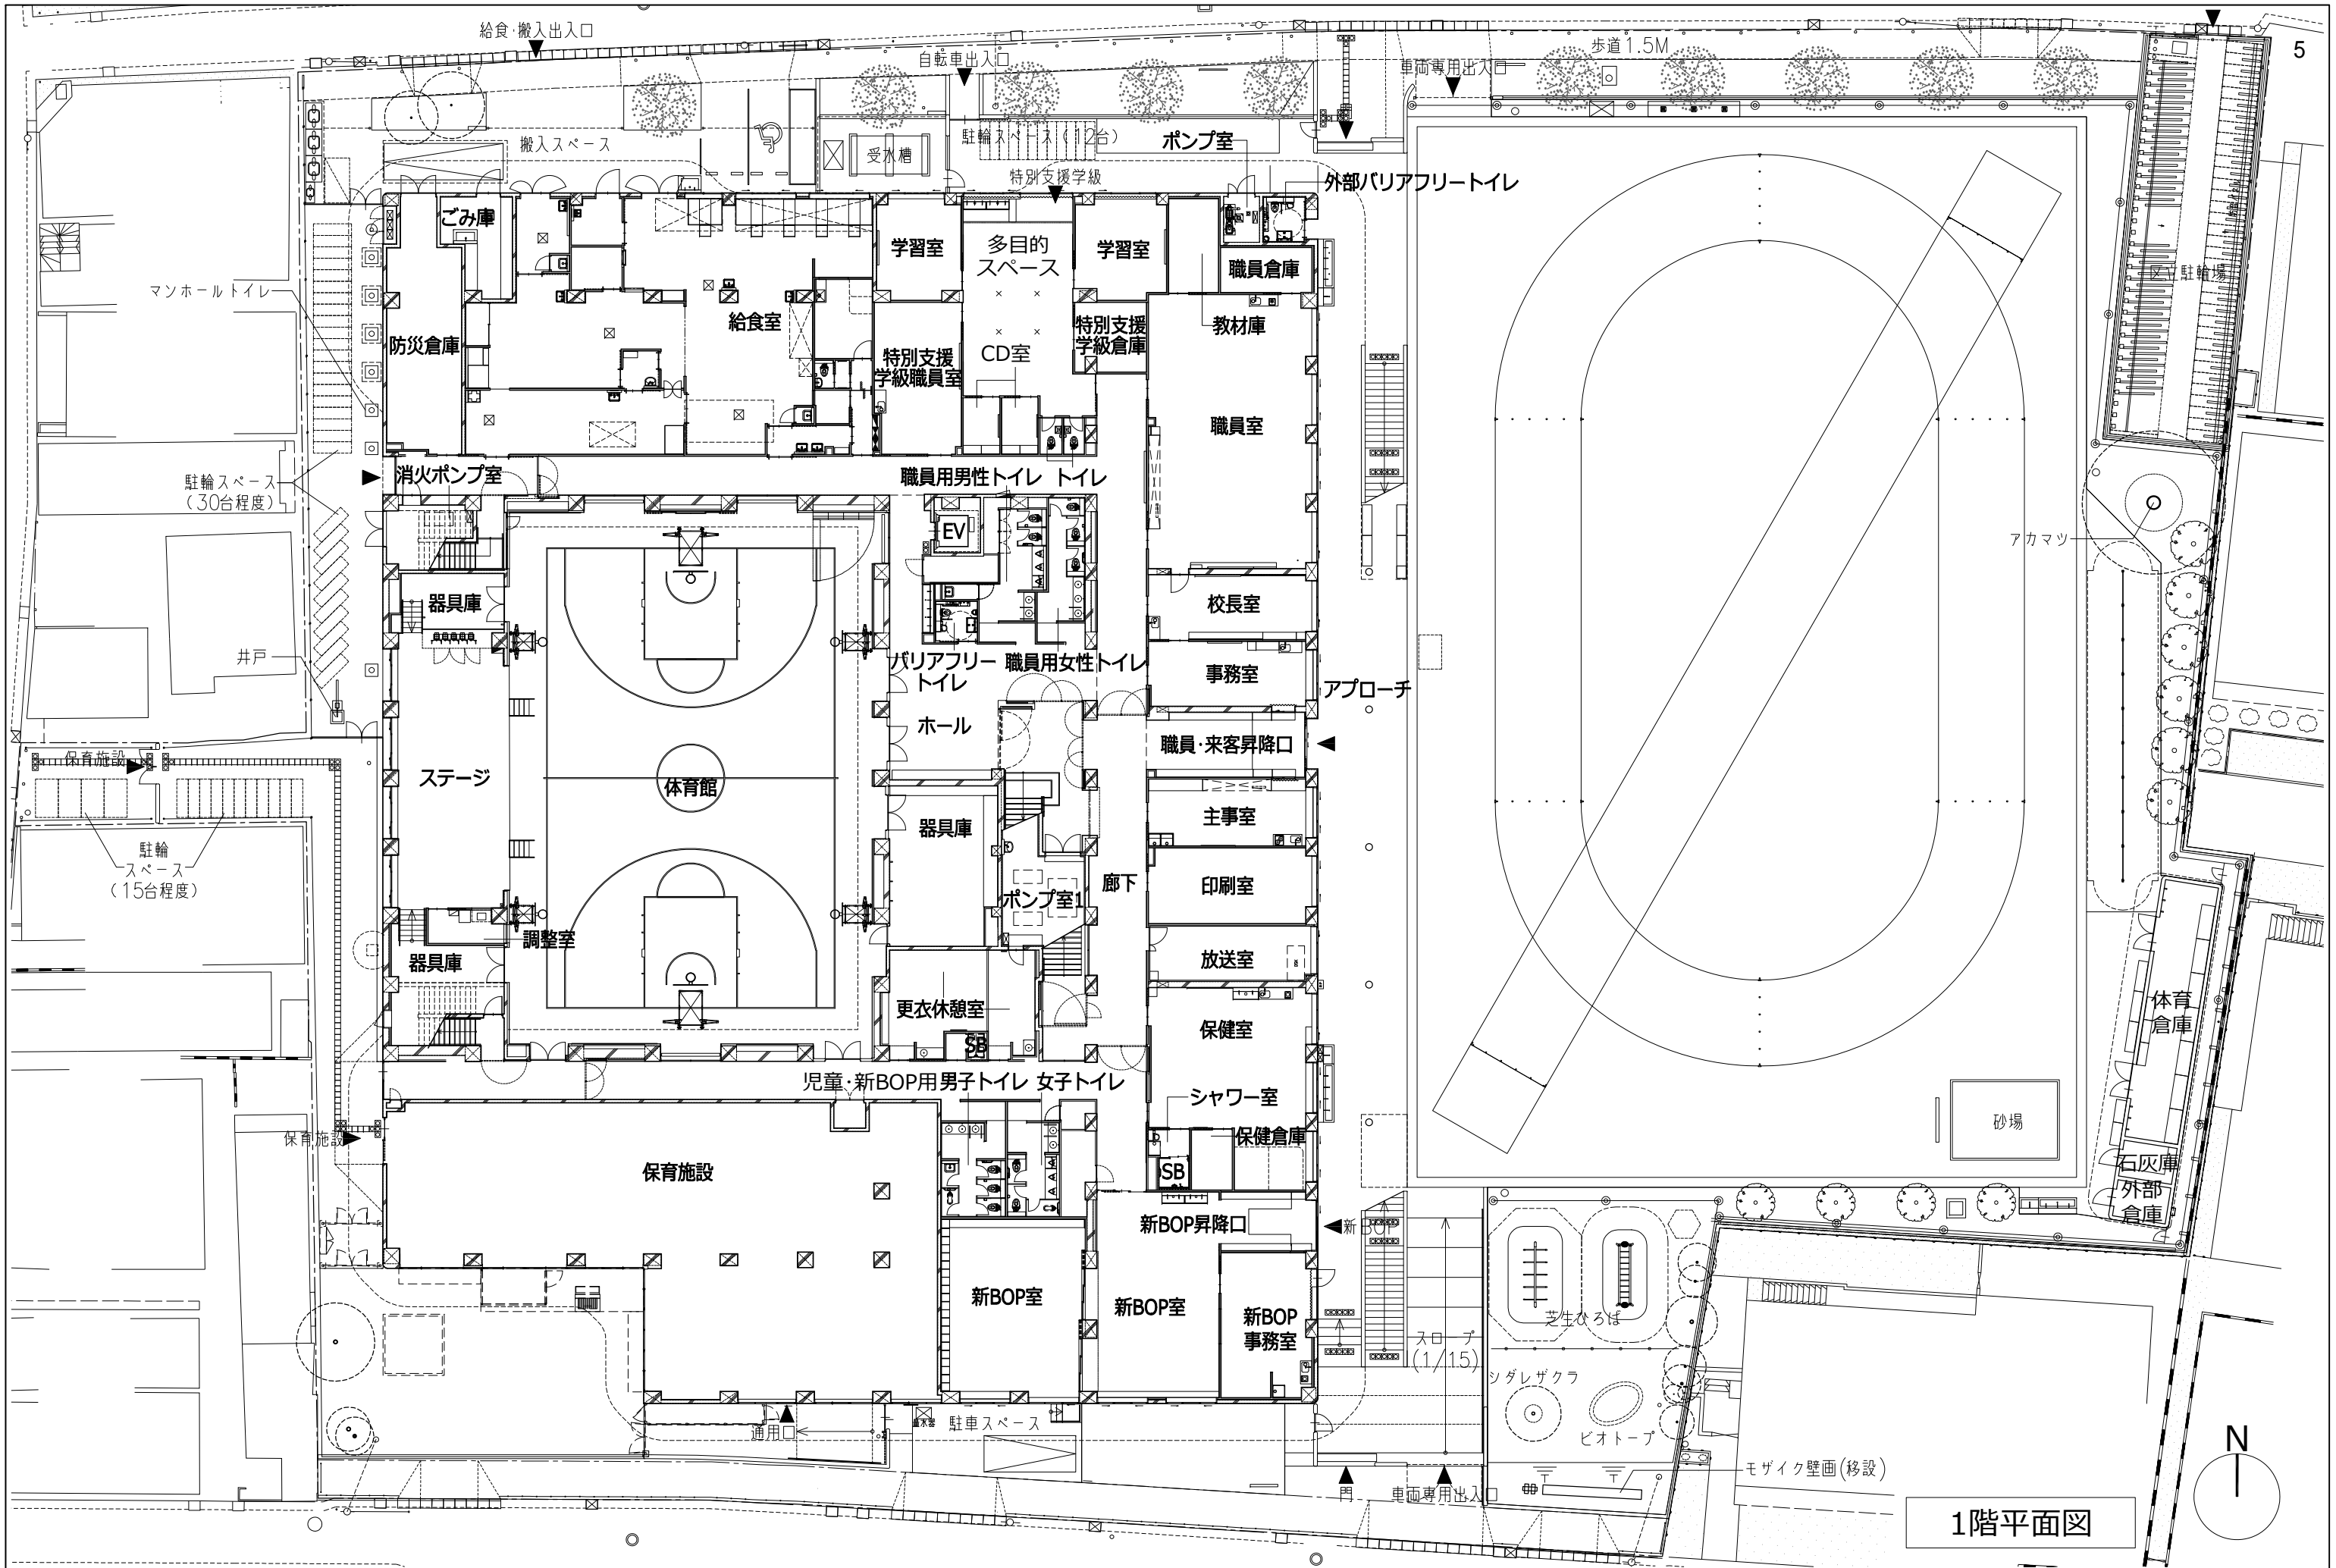 給食・搬入出入口
5
歩道1.5M
自転車出入口
車両専用出入口
搬入スペース
受水槽
駐輪スペース(12台)
ポンプ室
特別支援学級
外部バリアフリートイレ
ごみ庫
学習室
多目的
スペース
学習室
職員倉庫
区立駐輪場
マンホールトイレ
防災倉庫
給食室
特別支援
学級倉庫
教材庫
特別支援
学級職員室
CD室
職員室
消火ポンプ室
職員用男性トイレ
トイレ
駐輪スペース
(30台程度)
EV
アカマツ
器具庫
校長室
井戸
バリアフリー
トイレ
職員用女性トイレ
事務室
アプローチ
ホール
職員・来客昇降口
保育施設
ステージ
体育館
主事室
器具庫
駐輪
スペース
(15台程度)
廊下
印刷室
ポンプ室1
調整室
器具庫
放送室
更衣休憩室
SB
保健室
体育
倉庫
児童・新BOP用
男子トイレ
女子トイレ
シャワー室
砂場
保育施設
保健倉庫
保育施設
SB
石灰庫
外部
倉庫
新BOP昇降口
新BOP
新BOP室
新BOP室
新BOP
事務室
芝生ひろば
スロープ
(1/15)
シダレザクラ
通用口
駐車スペース
ビオトープ
モザイク壁画(移設)
門
車両専用出入口
N
1階平面図